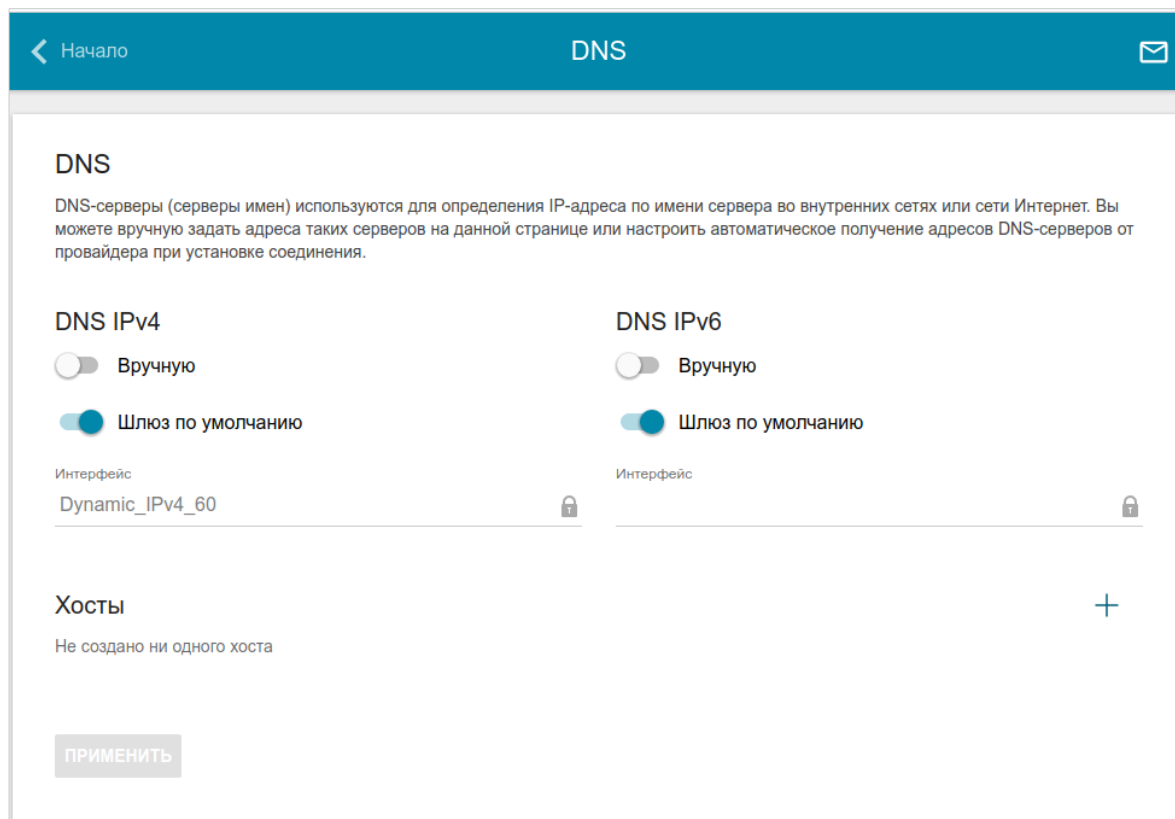 Начало
DNS
DNS
DNS-серверы (серверы имен) используются для определения IP-адреса по имени сервера во внутренних сетях или сети Интернет. Вы
можете вручную задать адреса таких серверов на данной странице или настроить автоматическое получение адресов DNS-серверов от
провайдера при установке соединения.
DNS IPv4
Вручную
Шлюз по умолчанию
Интерфейс
Dynamic_IPv4_60
DNS IPv6
Вручную
Шлюз по умолчанию
Интерфейс
Хосты
Не создано ни одного хоста
ПРИМЕНИТЬ